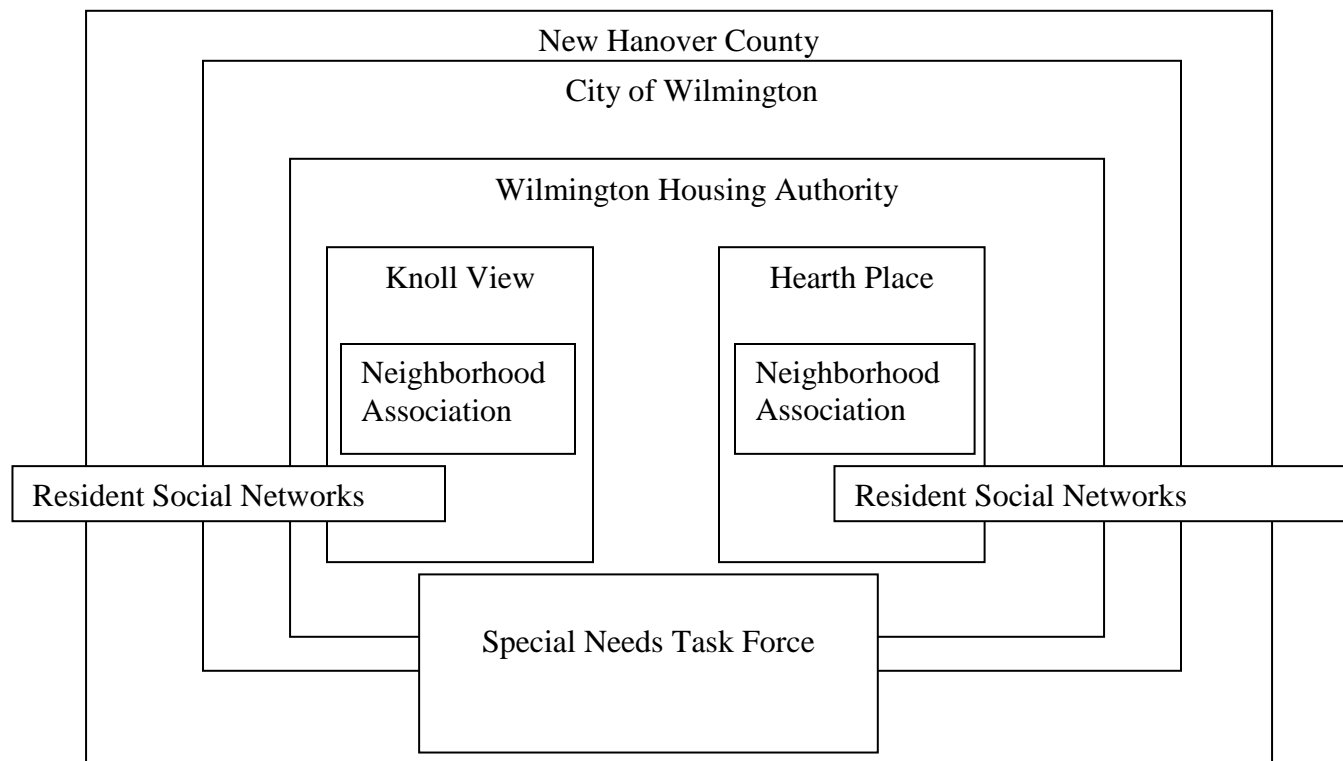 New Hanover County
City of Wilmington
Wilmington Housing Authority
Knoll View
Hearth Place
Neighborhood
Association
Neighborhood
Association
Resident Social Networks
Resident Social Networks
Special Needs Task Force